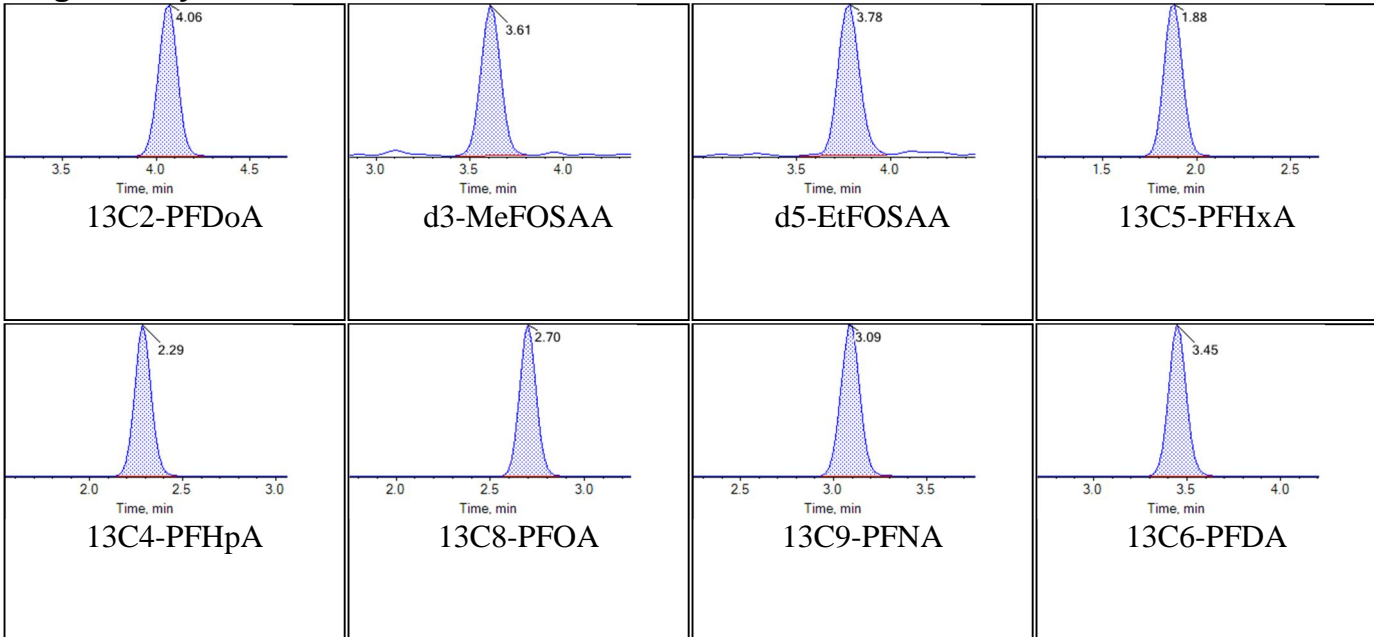 4.06
3.5 4.0 4.5
Time, min
13C2-PFDoA
3.61
3.0 3.5 4.0
Time, min
d3-MeFOSAA
3.78
3.5 4.0
Time, min
d5-EtFOSAA
1.88
1.5 2.0 2.5
Time, min
13C5-PFHxA
2.29
2.0 2.5 3.0
Time, min
13C4-PFHpA
2.70
2.0 2.5 3.0
Time, min
13C8-PFOA
3.09
2.5 3.0 3.5
Time, min
13C9-PFNA
3.45
3.0 3.5 4.0
Time, min
13C6-PFDA